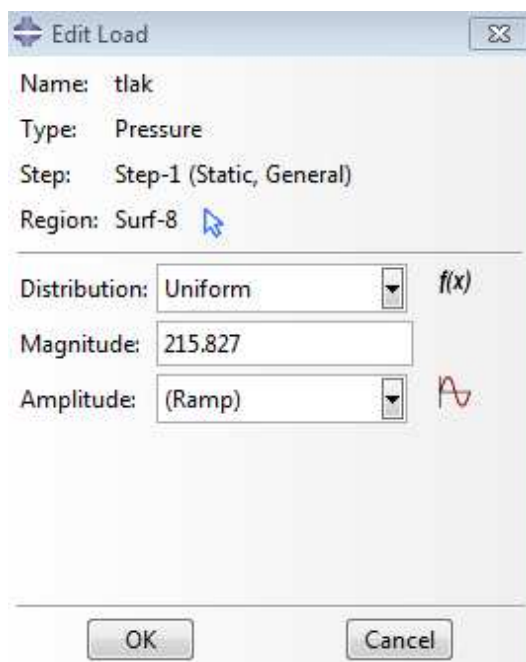 Edit Load
Name: tlak
Type: Pressure
Step: Step-1 (Static, General)
Region: Surf-8
Distribution: Uniform f(x)
Magnitude: 215.827
Amplitude: (Ramp)
OK Cancel